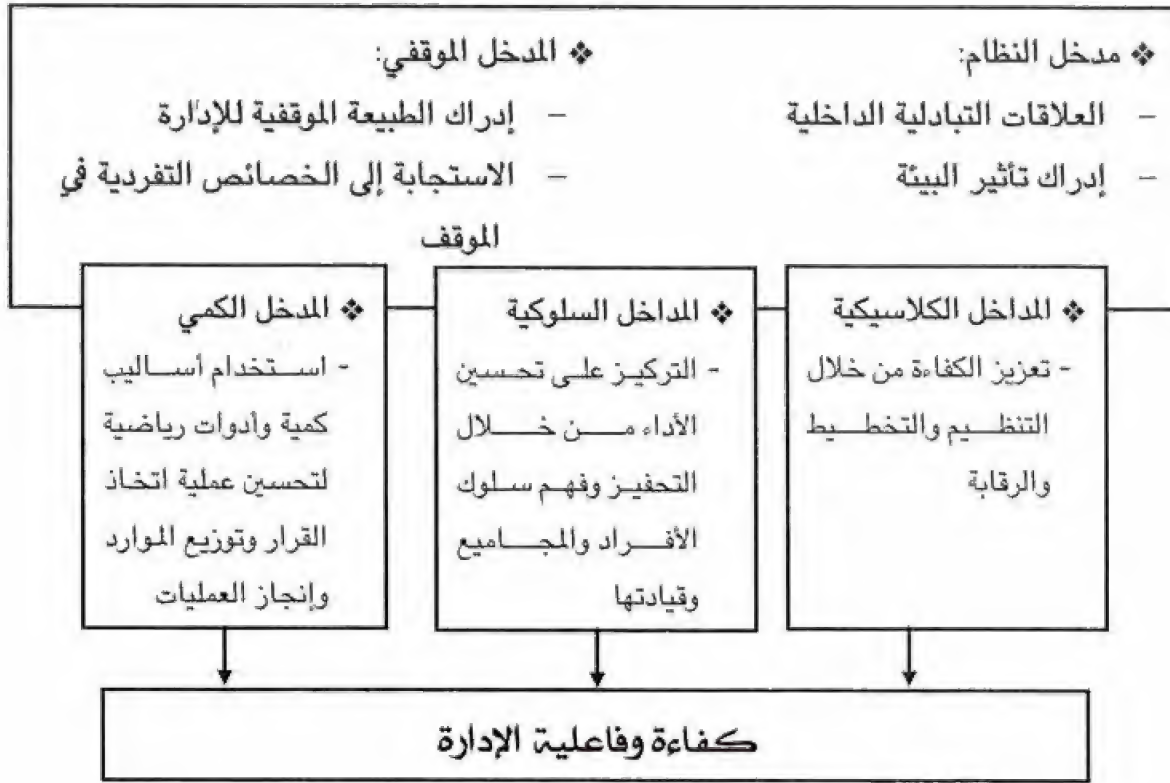 ❖ مدخل النظام:
– العلاقات التبادلية الداخلية
– إدراك تأثير البيئة
❖ المدخل الموقفي:
– إدراك الطبيعة الموقفية للإدارة
– الاستجابة إلى الخصائص التفردية في
الموقف
❖ المداخل الكلاسيكية
- تعزيز الكفاءة من خلال
التنظيم والتخطيط
والرقابة
❖ المداخل السلوكية
- التركيز على تحسين
الأداء من خلال
التحفيز وفهم سلوك
الأفراد والمجاميع
وقيادتها
❖ المدخل الكمي
- استخدام أساليب
كمية وأدوات رياضية
لتحسين عملية اتخاذ
القرار وتوزيع الموارد
وإنجاز العمليات
كفاءة وفاعلية الإدارة